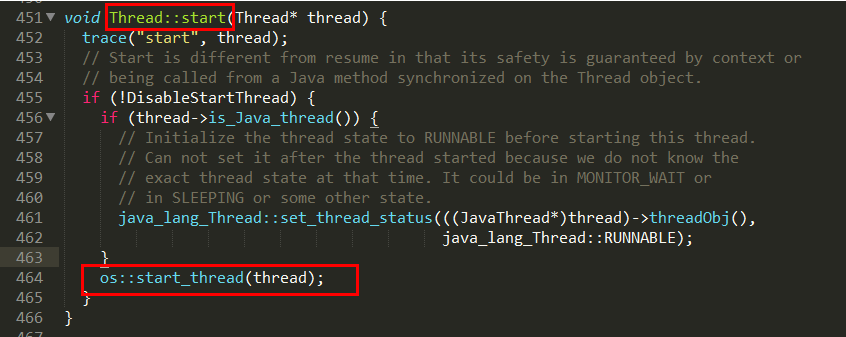 451 void Thread::start(Thread* thread) {
452 trace("start", thread);
453 // Start is different from resume in that its safety is guaranteed by context or
454 // being called from a Java method synchronized on the Thread object.
455 if (!DisableStartThread) {
456 if (thread->is_Java_thread()) {
457 // Initialize the thread state to RUNNABLE before starting this thread.
458 // Can not set it after the thread started because we do not know the
459 // exact thread state at that time. It could be in MONITOR_WAIT or
460 // in SLEEPING or some other state.
461 java_lang_Thread::set_thread_status(((JavaThread*)thread)->threadObj(),
462 java_lang_Thread::RUNNABLE);
463 }
464 os::start_thread(thread);
465 }
466 }